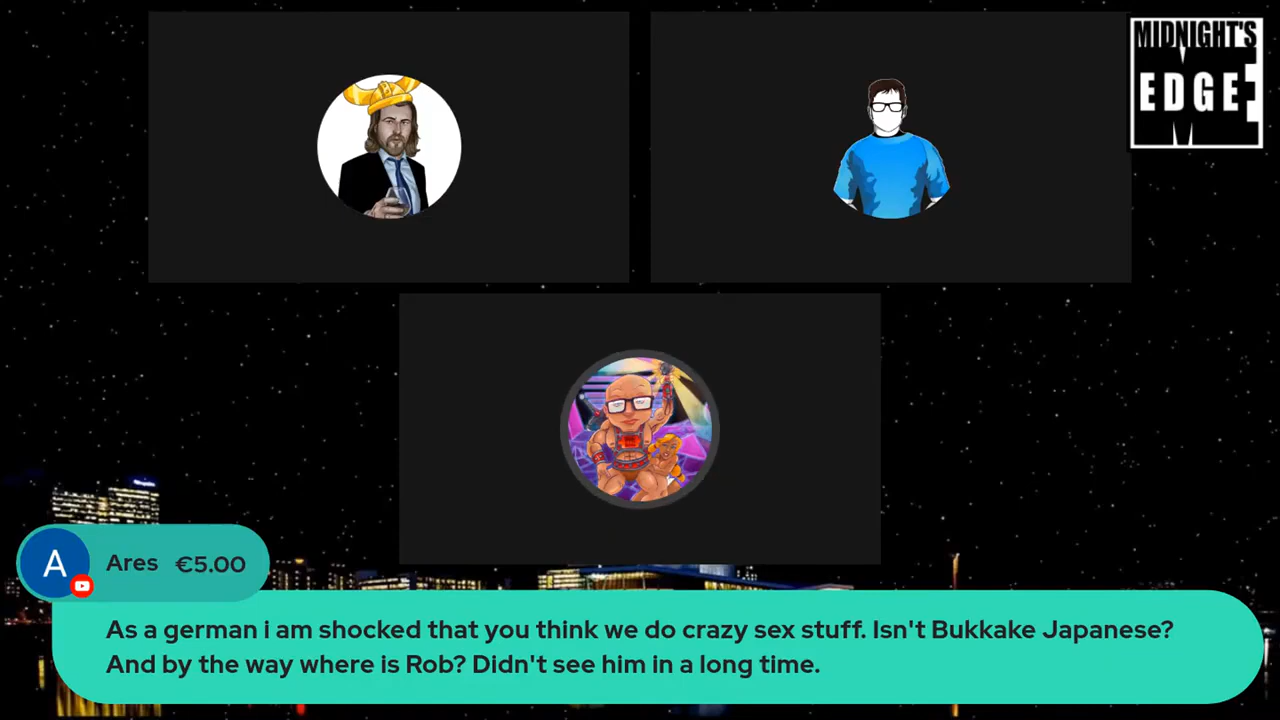 MIDNIGHT'S
EDGE
A
Ares €5.00
As a german i am shocked that you think we do crazy sex stuff. Isn't Bukkake Japanese?
And by the way where is Rob? Didn't see him in a long time.